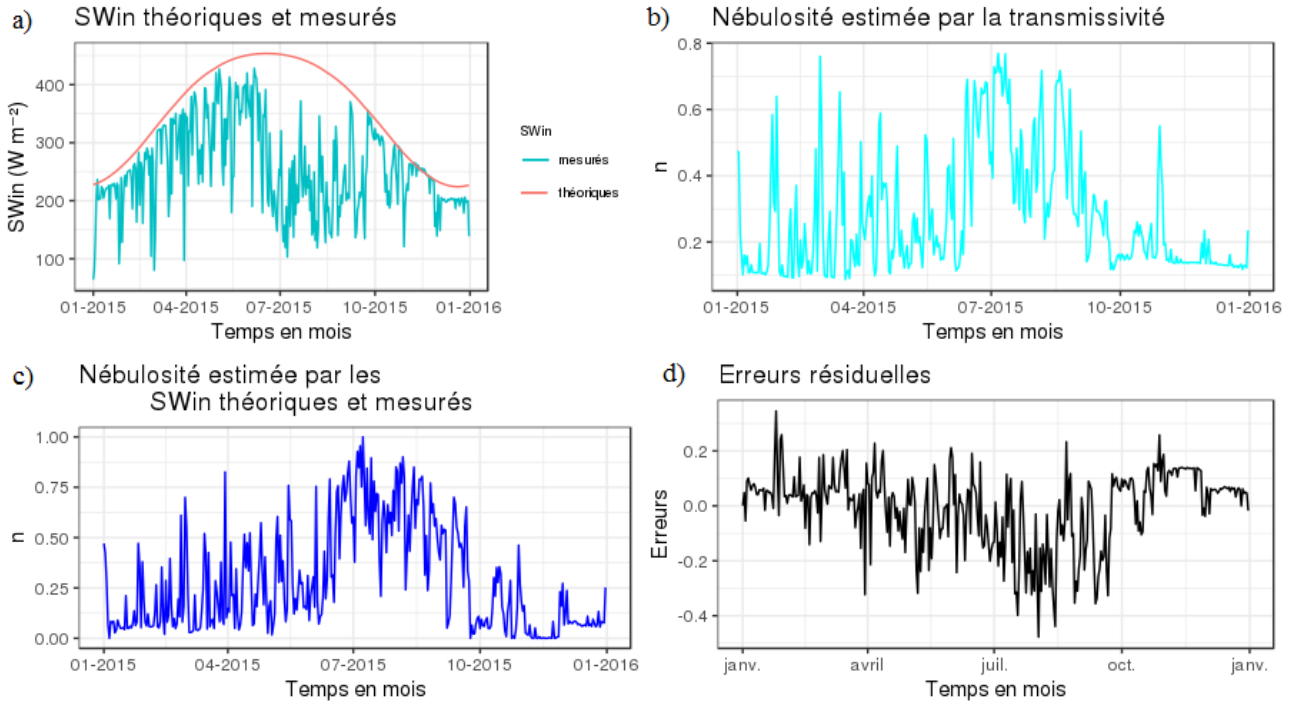 a)
SWin théoriques et mesurés
SWin (W m⁻²)
400
300
200
100
01-2015
04-2015
07-2015
10-2015
01-2016
Temps en mois
SWin
mesurés
théoriques
b)
Nébulosité estimée par la transmissivité
n
0.8
0.6
0.4
0.2
01-2015
04-2015
07-2015
10-2015
01-2016
Temps en mois
c)
Nébulosité estimée par les
SWin théoriques et mesurés
n
1.00
0.75
0.50
0.25
0.00
01-2015
04-2015
07-2015
10-2015
01-2016
Temps en mois
d)
Erreurs résiduelles
Erreurs
0.2
0.0
-0.2
-0.4
janv.
avril
juil.
oct.
janv.
Temps en mois